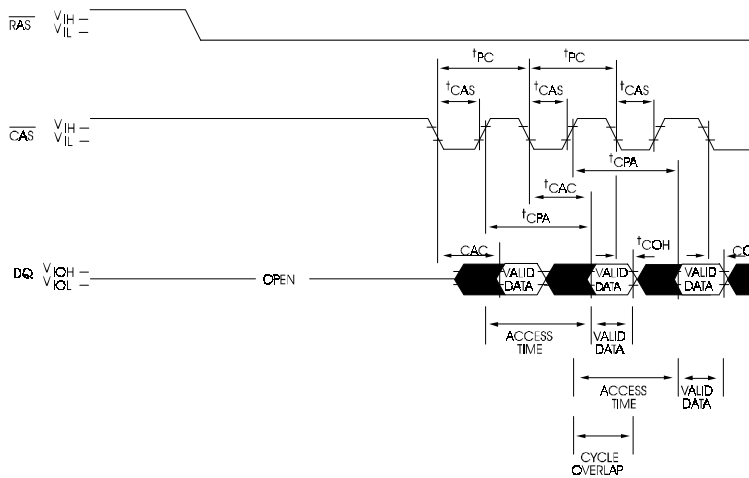 RAS
VIH
VIL
tPC tPC
tCAS tCAS tCAS
CAS
VIH
VIL
tCPA
tCAC
tCPA
CAC tCOH CO
DQ
VIOH
VIOL
OPEN
VALID DATA
VALID DATA
VALID DATA
ACCESS TIME
VALID DATA
ACCESS TIME
VALID DATA
CYCLE OVERLAP